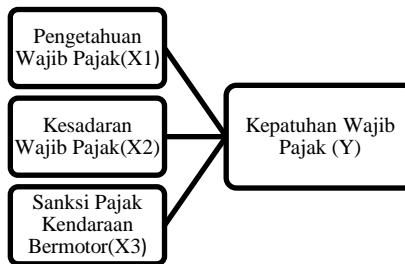 Pengetahuan
Wajib Pajak(X1)
Kesadaran
Wajib Pajak(X2)
Sanksi Pajak
Kendaraan
Bermotor(X3)
Kepatuhan Wajib
Pajak (Y)